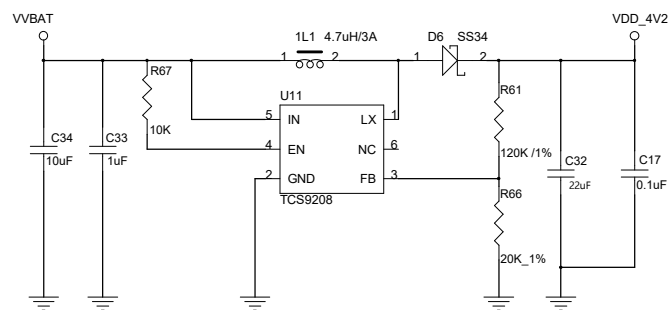 VVBAT
VDD_4V2
1L1 4.7uH/3A
D6 SS34
1 2
1 2
R67
10K
U11
R61
120K /1%
C34
10uF
C33
1uF
5 IN LX 1
4 EN NC 6
2 GND FB 3
TCS9208
R66
20K_1%
C32
22uF
C17
0.1uF